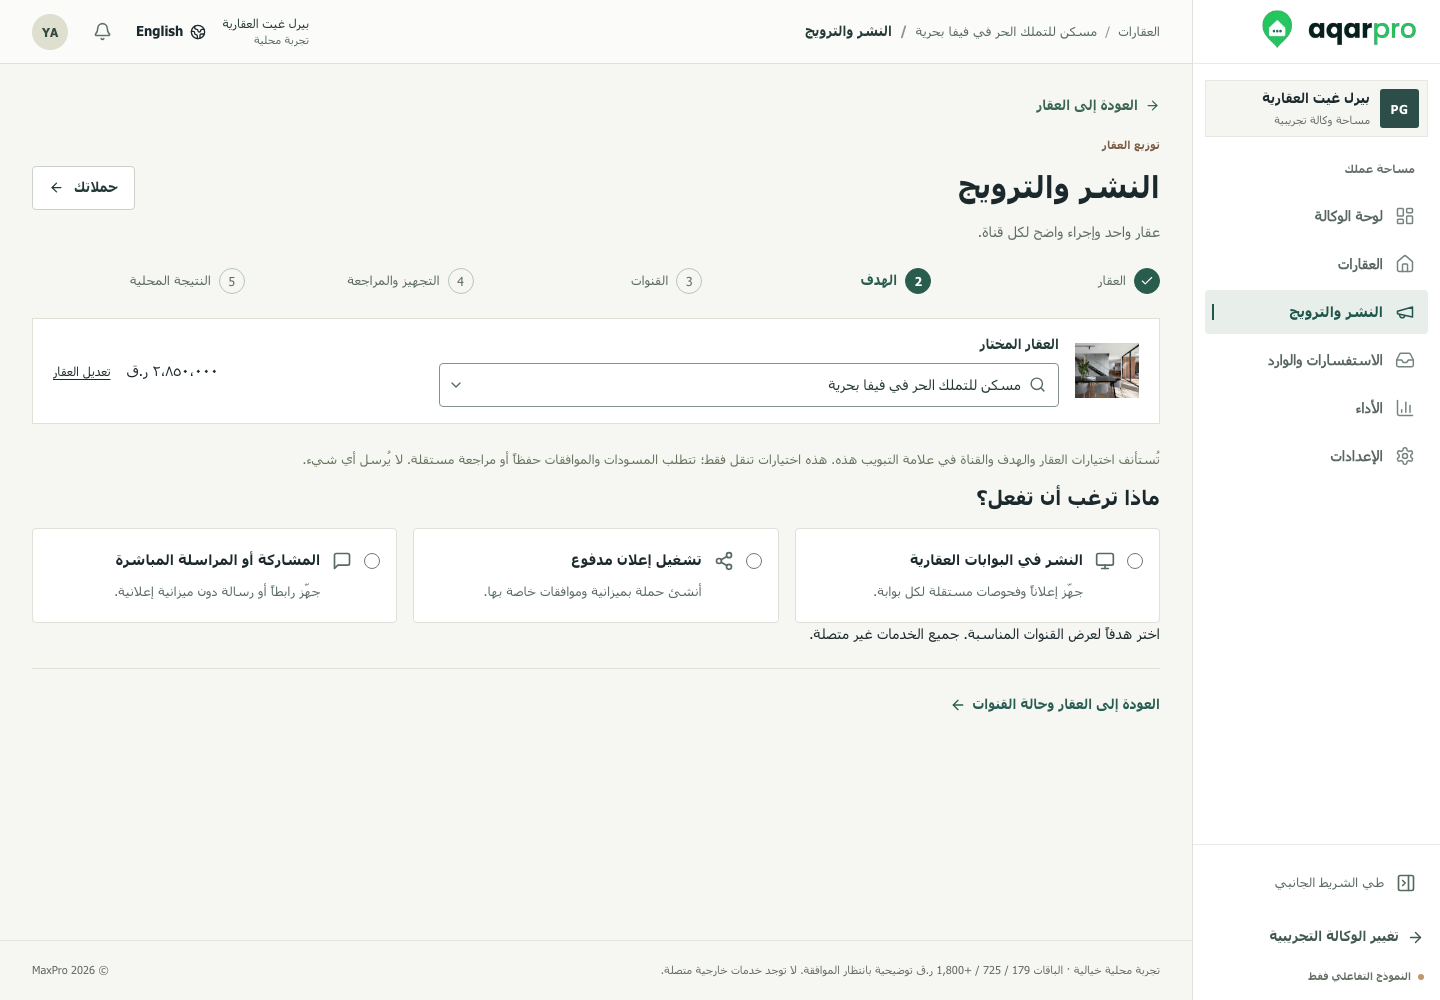 aqarpro
PG
بيرل غيت العقارية
مساحة وكالة تجريبية
مساحة عملك
لوحة الوكالة
العقارات
النشر والترويج
الاستفسارات والوارد
الأداء
الإعدادات
طي الشريط الجانبي
تغيير الوكالة التجريبية
النموذج التفاعلي فقط
العقارات / مسكن للتملك الحر في فيفا بحرية / النشر والترويج
بيرل غيت العقارية
تجربة محلية
English
YA
العودة إلى العقار
توزيع العقار
النشر والترويج
حملاتك
عقار واحد وإجراء واضح لكل قناة.
العقار
2 الهدف
3 القنوات
4 التجهيز والمراجعة
5 النتيجة المحلية
العقار المختار
مسكن للتملك الحر في فيفا بحرية
٢٬٨٥٠٬٠٠٠ ر.ق
تعديل العقار
تُستأنف اختيارات العقار والهدف والقناة في علامة التبويب هذه. هذه اختيارات تنقل فقط؛ تتطلب المسودات والموافقات حفظاً أو مراجعة مستقلة. لا يُرسل أي شيء.
ماذا ترغب أن تفعل؟
النشر في البوابات العقارية
جهّز إعلاناً وفحوصات مستقلة لكل بوابة.
تشغيل إعلان مدفوع
أنشئ حملة بميزانية وموافقات خاصة بها.
المشاركة أو المراسلة المباشرة
جهّز رابطاً أو رسالة دون ميزانية إعلانية.
اختر هدفاً لعرض القنوات المناسبة. جميع الخدمات غير متصلة.
العودة إلى العقار وحالة القنوات
تجربة محلية خيالية · الباقات 179 / 725 / +1,800 ر.ق توضيحية بانتظار الموافقة. لا توجد خدمات خارجية متصلة.
© 2026 MaxPro